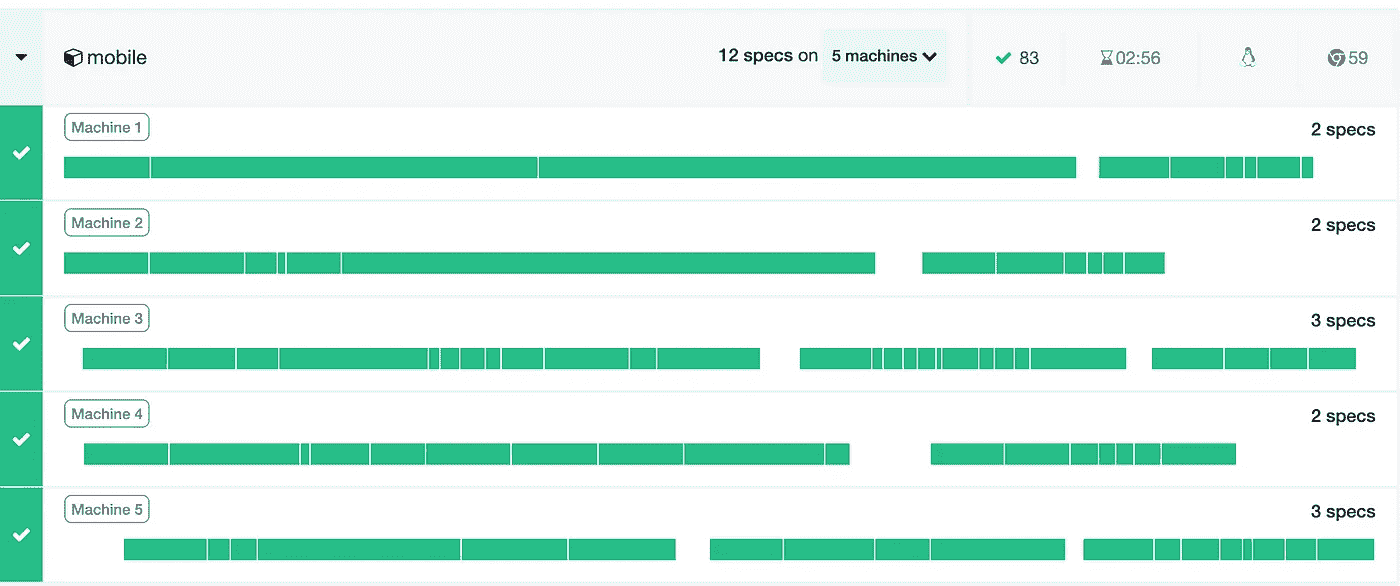 mobile 12 specs on 5 machines 83 02:56 59
Machine 1 2 specs
Machine 2 2 specs
Machine 3 3 specs
Machine 4 2 specs
Machine 5 3 specs